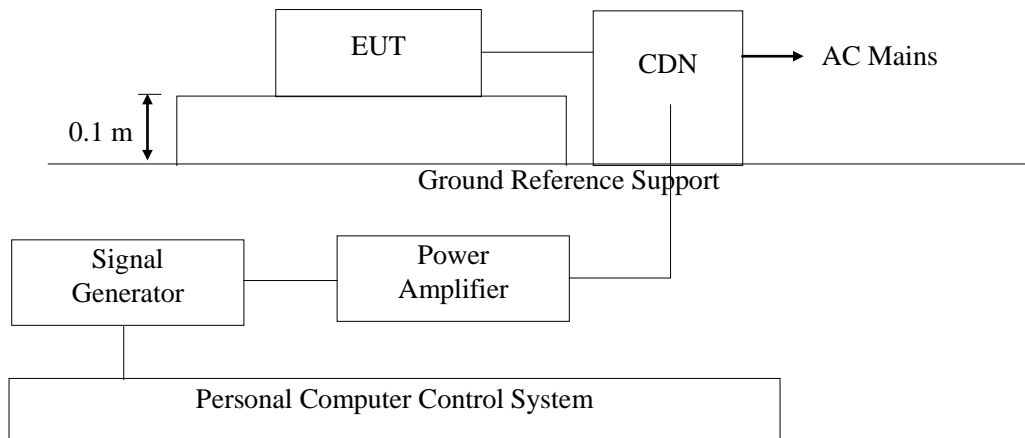 EUT
CDN
AC Mains
0.1 m
Ground Reference Support
Signal
Generator
Power
Amplifier
Personal Computer Control System